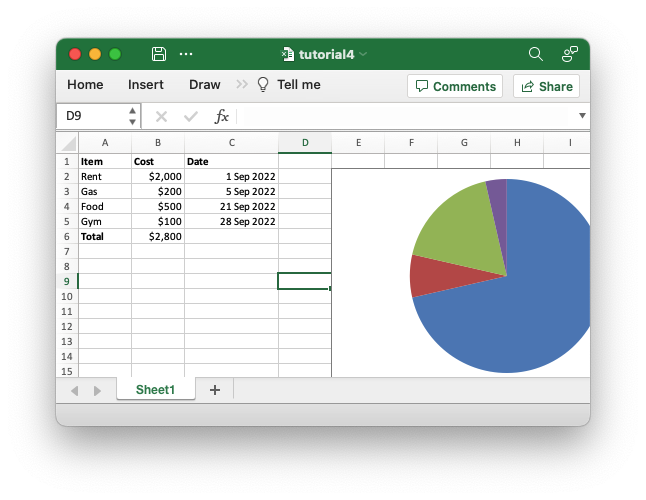 tutorial4
Home Insert Draw Tell me Comments Share
D9 fx
A B C D E F G H I
1 Item Cost Date
2 Rent $2,000 1 Sep 2022
3 Gas $200 5 Sep 2022
4 Food $500 21 Sep 2022
5 Gym $100 28 Sep 2022
6 Total $2,800
7
8
9
10
11
12
13
14
15
Sheet1